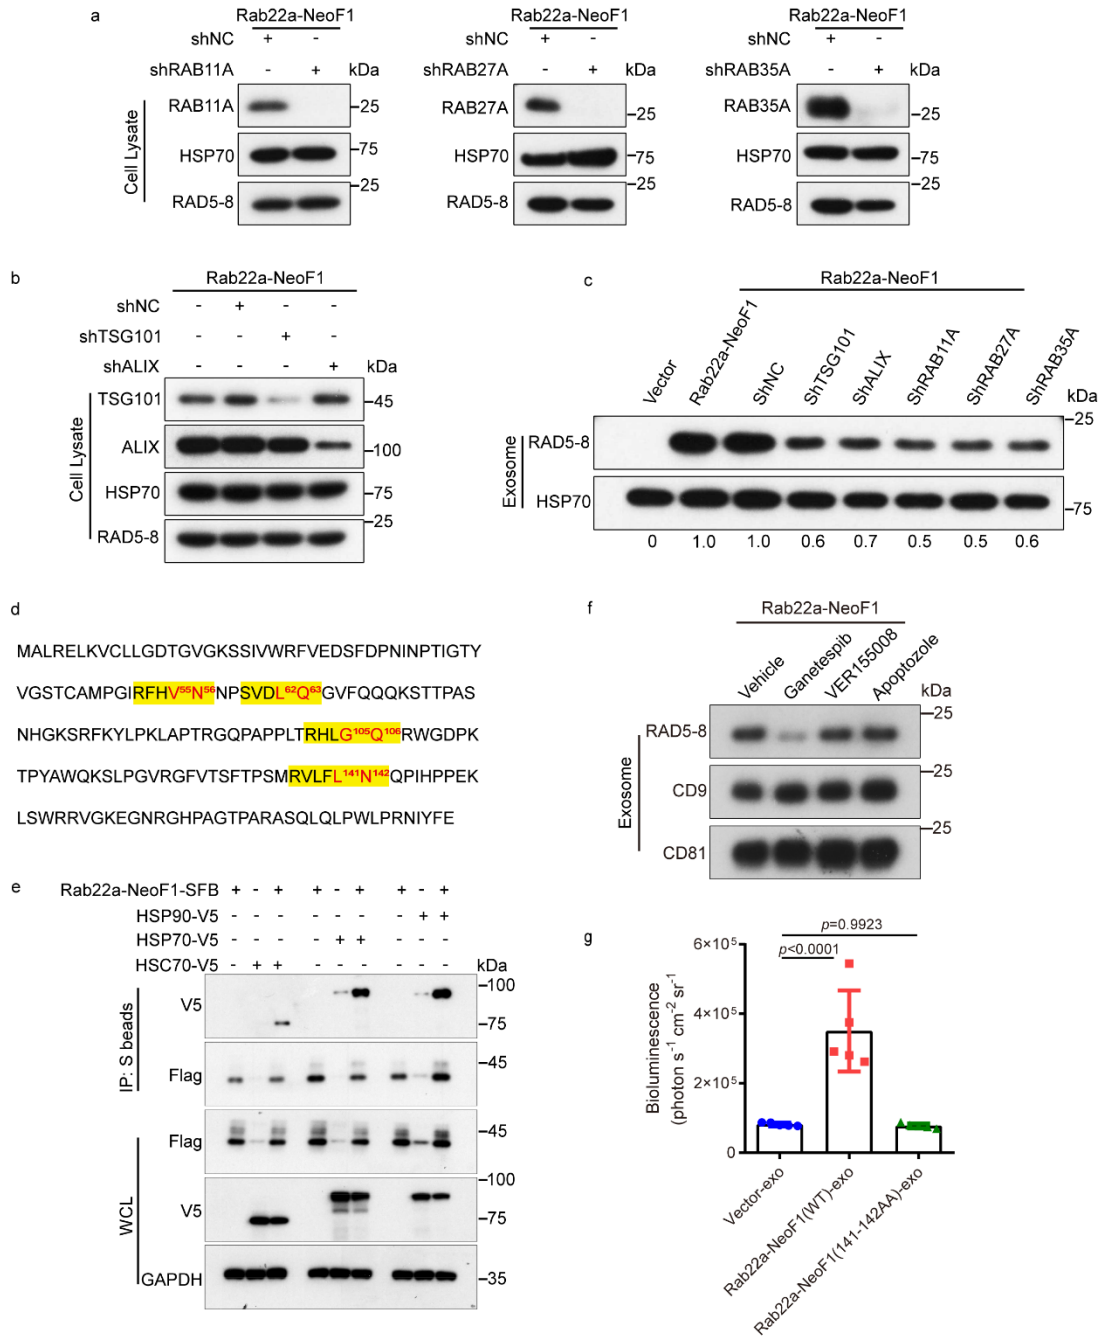 a
Rab22a-NeoF1 Rab22a-NeoF1 Rab22a-NeoF1
shNC + - shNC + - shNC + -
shRAB11A - + kDa shRAB27A - + kDa shRAB35A - + kDa
Cell Lysate
RAB11A -25 RAB27A -25 RAB35A -25
HSP70 -75 HSP70 -75 HSP70 -75
-25 -25 -25
RAD5-8 RAD5-8 RAD5-8
b
Rab22a-NeoF1
shNC - + - -
shTSG101 - - + -
shALIX - - - + kDa
Cell Lysate
TSG101 -45
ALIX -100
HSP70 -75
-25
RAD5-8
c
Rab22a-NeoF1
Vector Rab22a-NeoF1 ShNC ShTSG101 ShALIX ShRAB11A ShRAB27A ShRAB35A kDa
-25
Exosome
RAD5-8
HSP70 -75
0 1.0 1.0 0.6 0.7 0.5 0.5 0.6
d
MALRELKVCLLGDTGVGKSSIVWRFVEDSFDPNINPTIGTY
VGSTCAMPGIRFHV⁵⁵N⁵⁶NPSVDL⁶²Q⁶³GVFQQQKSTTPAS
NHGKSRFKYLPKLAPTRGQPAPPLTRHLG¹⁰⁵Q¹⁰⁶RWGDPK
TPYAWQKSLPGVRGFVTSFTPSMRVLFL¹⁴¹N¹⁴²QPIHPPEK
LSWRRVGKEGNRGHPAGTPARASQLQLPWLPRNIYFE
e
Rab22a-NeoF1-SFB + - + + - + + - +
HSP90-V5 - - - - - - - + +
HSP70-V5 - - - - + + - - -
HSC70-V5 - + + - - - - - - kDa
IP: S beads
V5 -100
-75
Flag -45
WCL
Flag -45
V5 -100
-75
GAPDH -35
f
Rab22a-NeoF1
Vehicle Ganetespib VER155008 Apoptozole kDa
Exosome
RAD5-8 -25
CD9 -25
CD81 -25
g
Bioluminescence
(photon s⁻¹ cm⁻² sr⁻¹)
p=0.9923
p<0.0001
6×10⁵
4×10⁵
2×10⁵
0
Vector-exo
Rab22a-NeoF1(WT)-exo
Rab22a-NeoF1(141-142AA)-exo